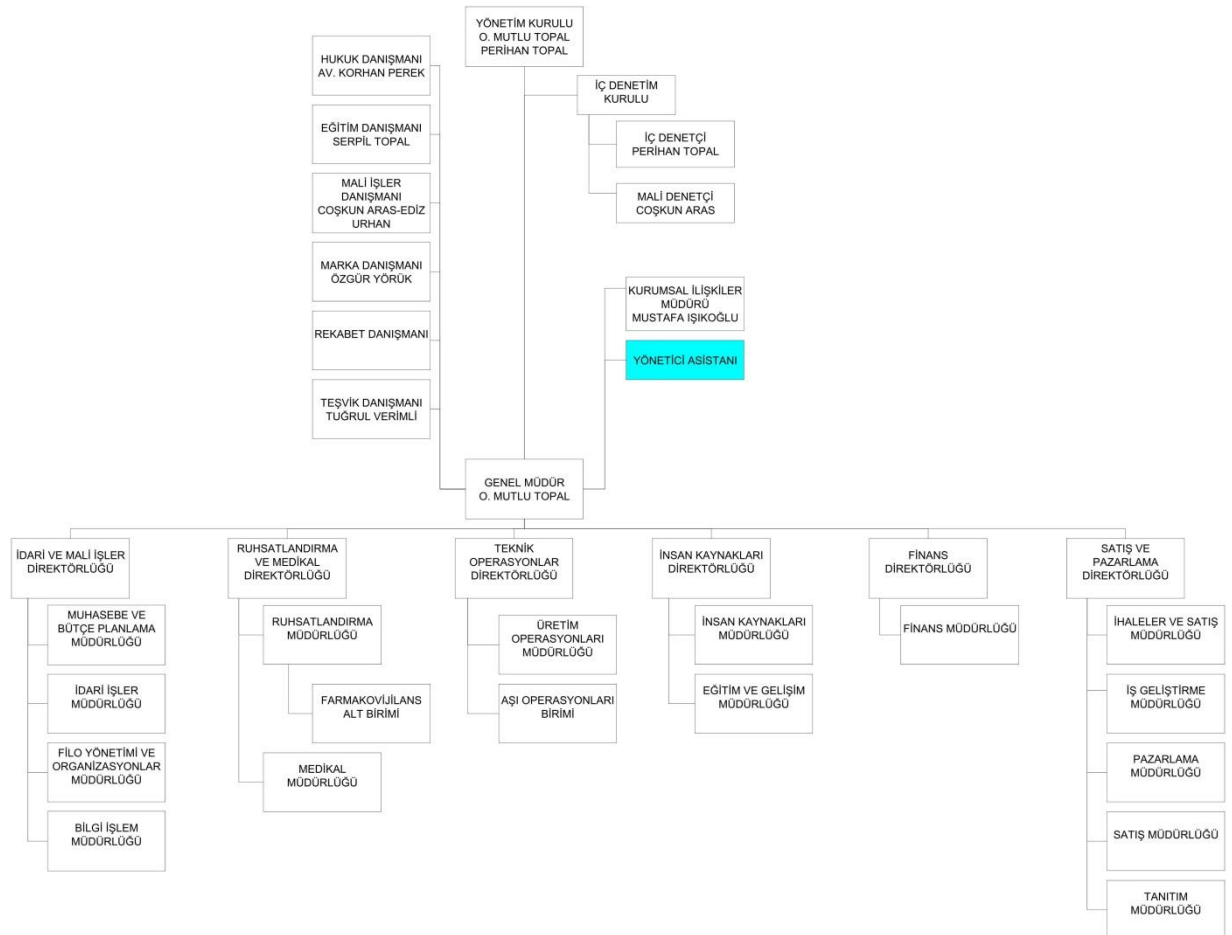 YÖNETİM KURULU
O. MUTLU TOPAL
PERİHAN TOPAL
HUKUK DANIŞMANI
AV. KORHAN PEREK
İÇ DENETİM
KURULU
EĞİTİM DANIŞMANI
SERPİL TOPAL
İÇ DENETÇİ
PERİHAN TOPAL
MALİ İŞLER
DANIŞMANI
COŞKUN ARAS-EDİZ
URHAN
MALİ DENETÇİ
COŞKUN ARAS
MARKA DANIŞMANI
ÖZGÜR YÖRÜK
KURUMSAL İLİŞKİLER
MÜDÜRÜ
MUSTAFA IŞIKOĞLU
REKABET DANIŞMANI
YÖNETİCİ ASİSTANI
TEŞVİK DANIŞMANI
TUĞRUL VERİMLİ
GENEL MÜDÜR
O. MUTLU TOPAL
İDARİ VE MALİ İŞLER
DİREKTÖRLÜĞÜ
MUHASEBE VE
BÜTÇE PLANLAMA
MÜDÜRLÜĞÜ
İDARİ İŞLER
MÜDÜRLÜĞÜ
FİLO YÖNETİMİ VE
ORGANİZASYONLAR
MÜDÜRLÜĞÜ
BİLGİ İŞLEM
MÜDÜRLÜĞÜ
RUHSATLANDIRMA
VE MEDİKAL
DİREKTÖRLÜĞÜ
RUHSATLANDIRMA
MÜDÜRLÜĞÜ
FARMAKOVİJİLANS
ALT BİRİMİ
MEDİKAL
MÜDÜRLÜĞÜ
TEKNİK
OPERASYONLAR
DİREKTÖRLÜĞÜ
ÜRETİM
OPERASYONLARI
MÜDÜRLÜĞÜ
AŞI OPERASYONLARI
BİRİMİ
İNSAN KAYNAKLARI
DİREKTÖRLÜĞÜ
İNSAN KAYNAKLARI
MÜDÜRLÜĞÜ
EĞİTİM VE GELİŞİM
MÜDÜRLÜĞÜ
FİNANS
DİREKTÖRLÜĞÜ
FİNANS MÜDÜRLÜĞÜ
SATIŞ VE
PAZARLAMA
DİREKTÖRLÜĞÜ
İHALELER VE SATIŞ
MÜDÜRLÜĞÜ
İŞ GELİŞTİRME
MÜDÜRLÜĞÜ
PAZARLAMA
MÜDÜRLÜĞÜ
SATIŞ MÜDÜRLÜĞÜ
TANITIM
MÜDÜRLÜĞÜ